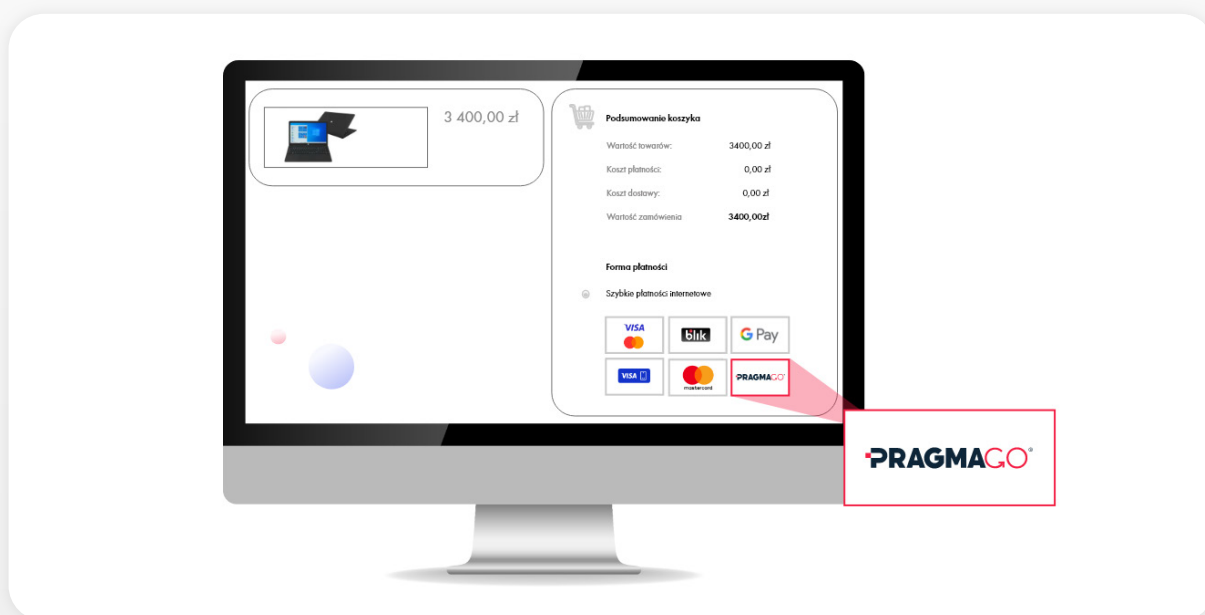 3 400,00 zł
Podsumowanie koszyka
Wartość towarów: 3400,00 zł
Koszt płatności: 0,00 zł
Koszt dostawy: 0,00 zł
Wartość zamówienia 3400,00zł
Forma płatności
Szybkie płatności internetowe
VISA
blik
G Pay
VISA
mastercard
PRAGMAGO
PRAGMAGO®